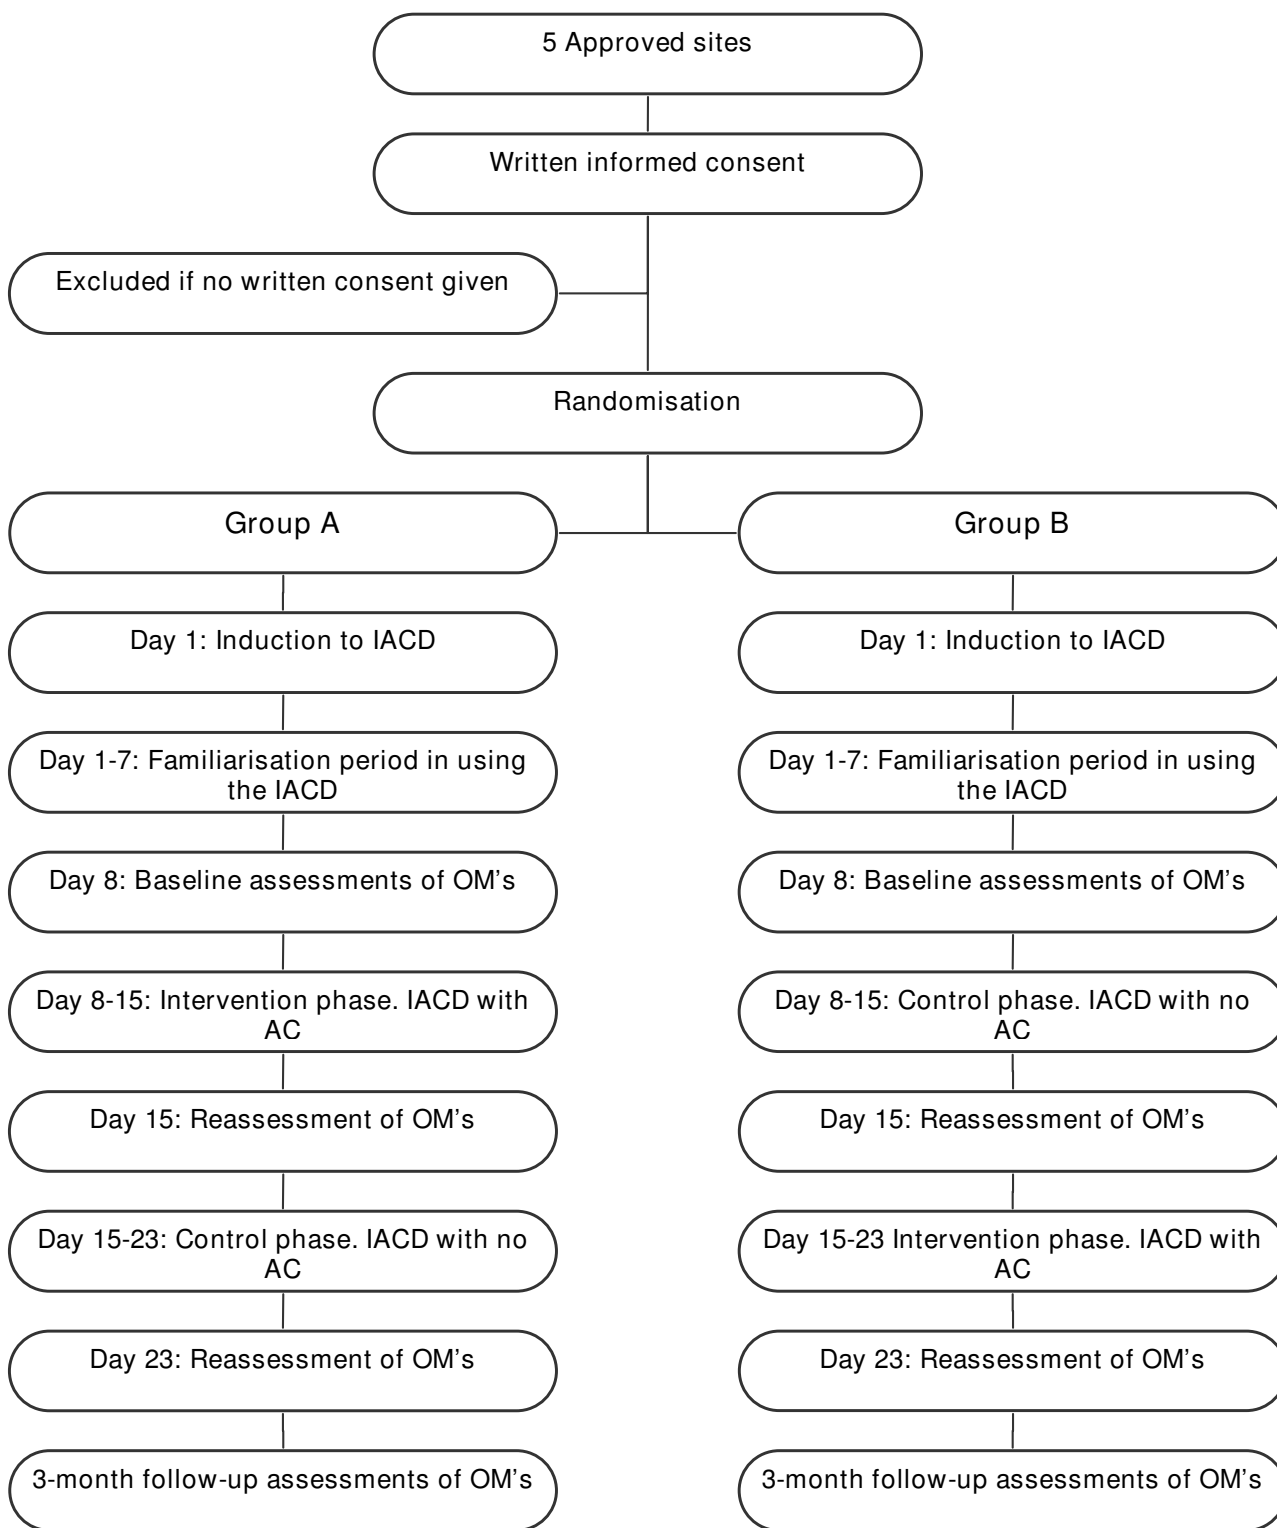 5 Approved sites
Written informed consent
Excluded if no written consent given
Randomisation
Group A
Group B
Day 1: Induction to IACD
Day 1: Induction to IACD
Day 1-7: Familiarisation period in using
the IACD
Day 1-7: Familiarisation period in using
the IACD
Day 8: Baseline assessments of OM's
Day 8: Baseline assessments of OM's
Day 8-15: Intervention phase. IACD with
AC
Day 8-15: Control phase. IACD with no
AC
Day 15: Reassessment of OM's
Day 15: Reassessment of OM's
Day 15-23: Control phase. IACD with no
AC
Day 15-23 Intervention phase. IACD with
AC
Day 23: Reassessment of OM's
Day 23: Reassessment of OM's
3-month follow-up assessments of OM's
3-month follow-up assessments of OM's